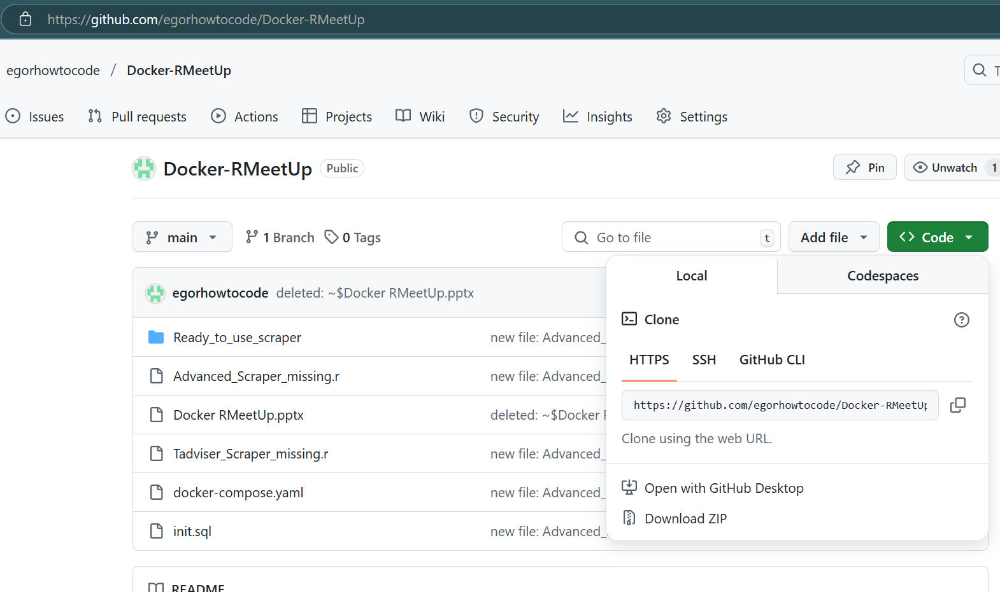 https://github.com/egorhowtocode/Docker-RMeetUp
egorhowtocode / Docker-RMeetUp
Issues Pull requests Actions Projects Wiki Security Insights Settings
Docker-RMeetUp Public Pin Unwatch 1
main 1 Branch 0 Tags Go to file t Add file <> Code
Local Codespaces
egorhowtocode deleted: ~$Docker RMeetUp.pptx
Clone
Ready_to_use_scraper new file: Advanced_
HTTPS SSH GitHub CLI
Advanced_Scraper_missing.r new file: Advanced_
https://github.com/egorhowtocode/Docker-RMeetUp
Docker RMeetUp.pptx deleted: ~$Docker
Clone using the web URL.
Tadviser_Scraper_missing.r new file: Advanced_
docker-compose.yaml new file: Advanced_
Open with GitHub Desktop
Download ZIP
init.sql new file: Advanced_
README